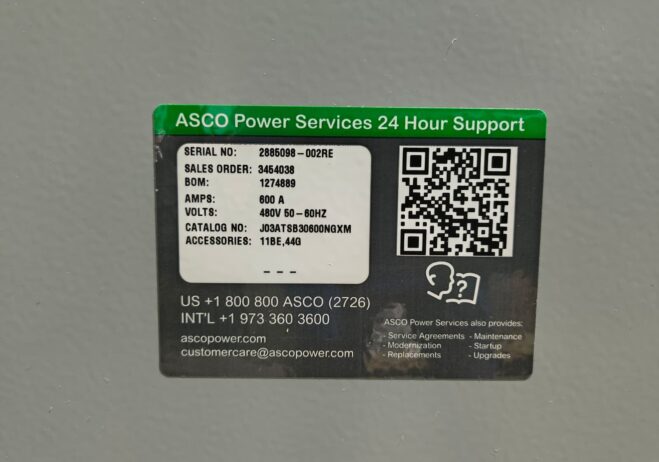 ASCO Power Services 24 Hour Support
SERIAL NO: 2885098-002RE
SALES ORDER: 3454038
BOM: 1274889
AMPS: 600 A
VOLTS: 480V 50-60HZ
CATALOG NO: J03ATSB30600NGXM
ACCESSORIES: 11BE,44G
---
US +1 800 800 ASCO (2726)
INT'L +1 973 360 3600
ascopower.com
customercare@ascopower.com
?
ASCO Power Services also provides:
- Service Agreements - Maintenance
- Modernization - Startup
- Replacements - Upgrades